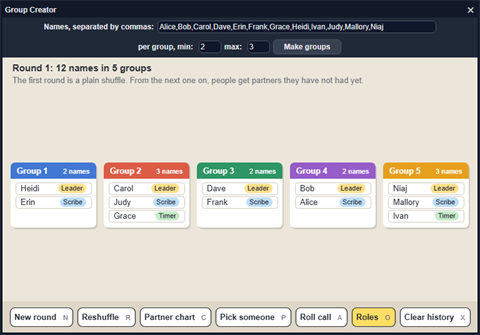 Group Creator
Names, separated by commas: Alice,Bob,Carol,Dave,Erin,Frank,Grace,Heidi,Ivan,Judy,Mallory,Niaj
per group, min: 2 max: 3 Make groups
Round 1: 12 names in 5 groups
The first round is a plain shuffle. From the next one on, people get partners they have not had yet.
Group 1 2 names
Heidi Leader
Erin Scribe
Group 2 3 names
Carol Leader
Judy Scribe
Grace Timer
Group 3 2 names
Dave Leader
Frank Scribe
Group 4 2 names
Bob Leader
Alice Scribe
Group 5 3 names
Niaj Leader
Mallory Scribe
Ivan Timer
New round N Reshuffle R Partner chart C Pick someone P Roll call A Roles O Clear history X